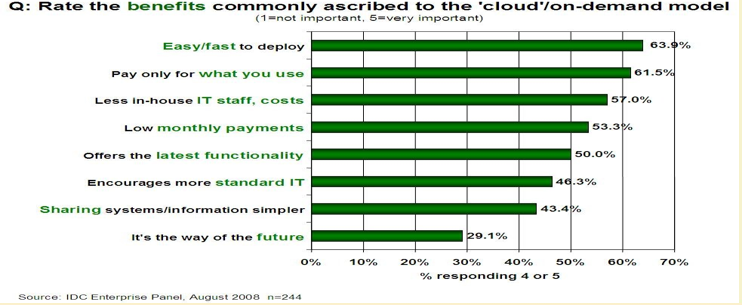 Q: Rate the benefits commonly ascribed to the 'cloud'/on-demand model
(1=not important, 5=very important)
Easy/fast to deploy 63.9%
Pay only for what you use 61.5%
Less in-house IT staff, costs 57.0%
Low monthly payments 53.3%
Offers the latest functionality 50.0%
Encourages more standard IT 46.3%
Sharing systems/information simpler 43.4%
It's the way of the future 29.1%
0% 10% 20% 30% 40% 50% 60% 70%
% responding 4 or 5
Source: IDC Enterprise Panel, August 2008 n=244